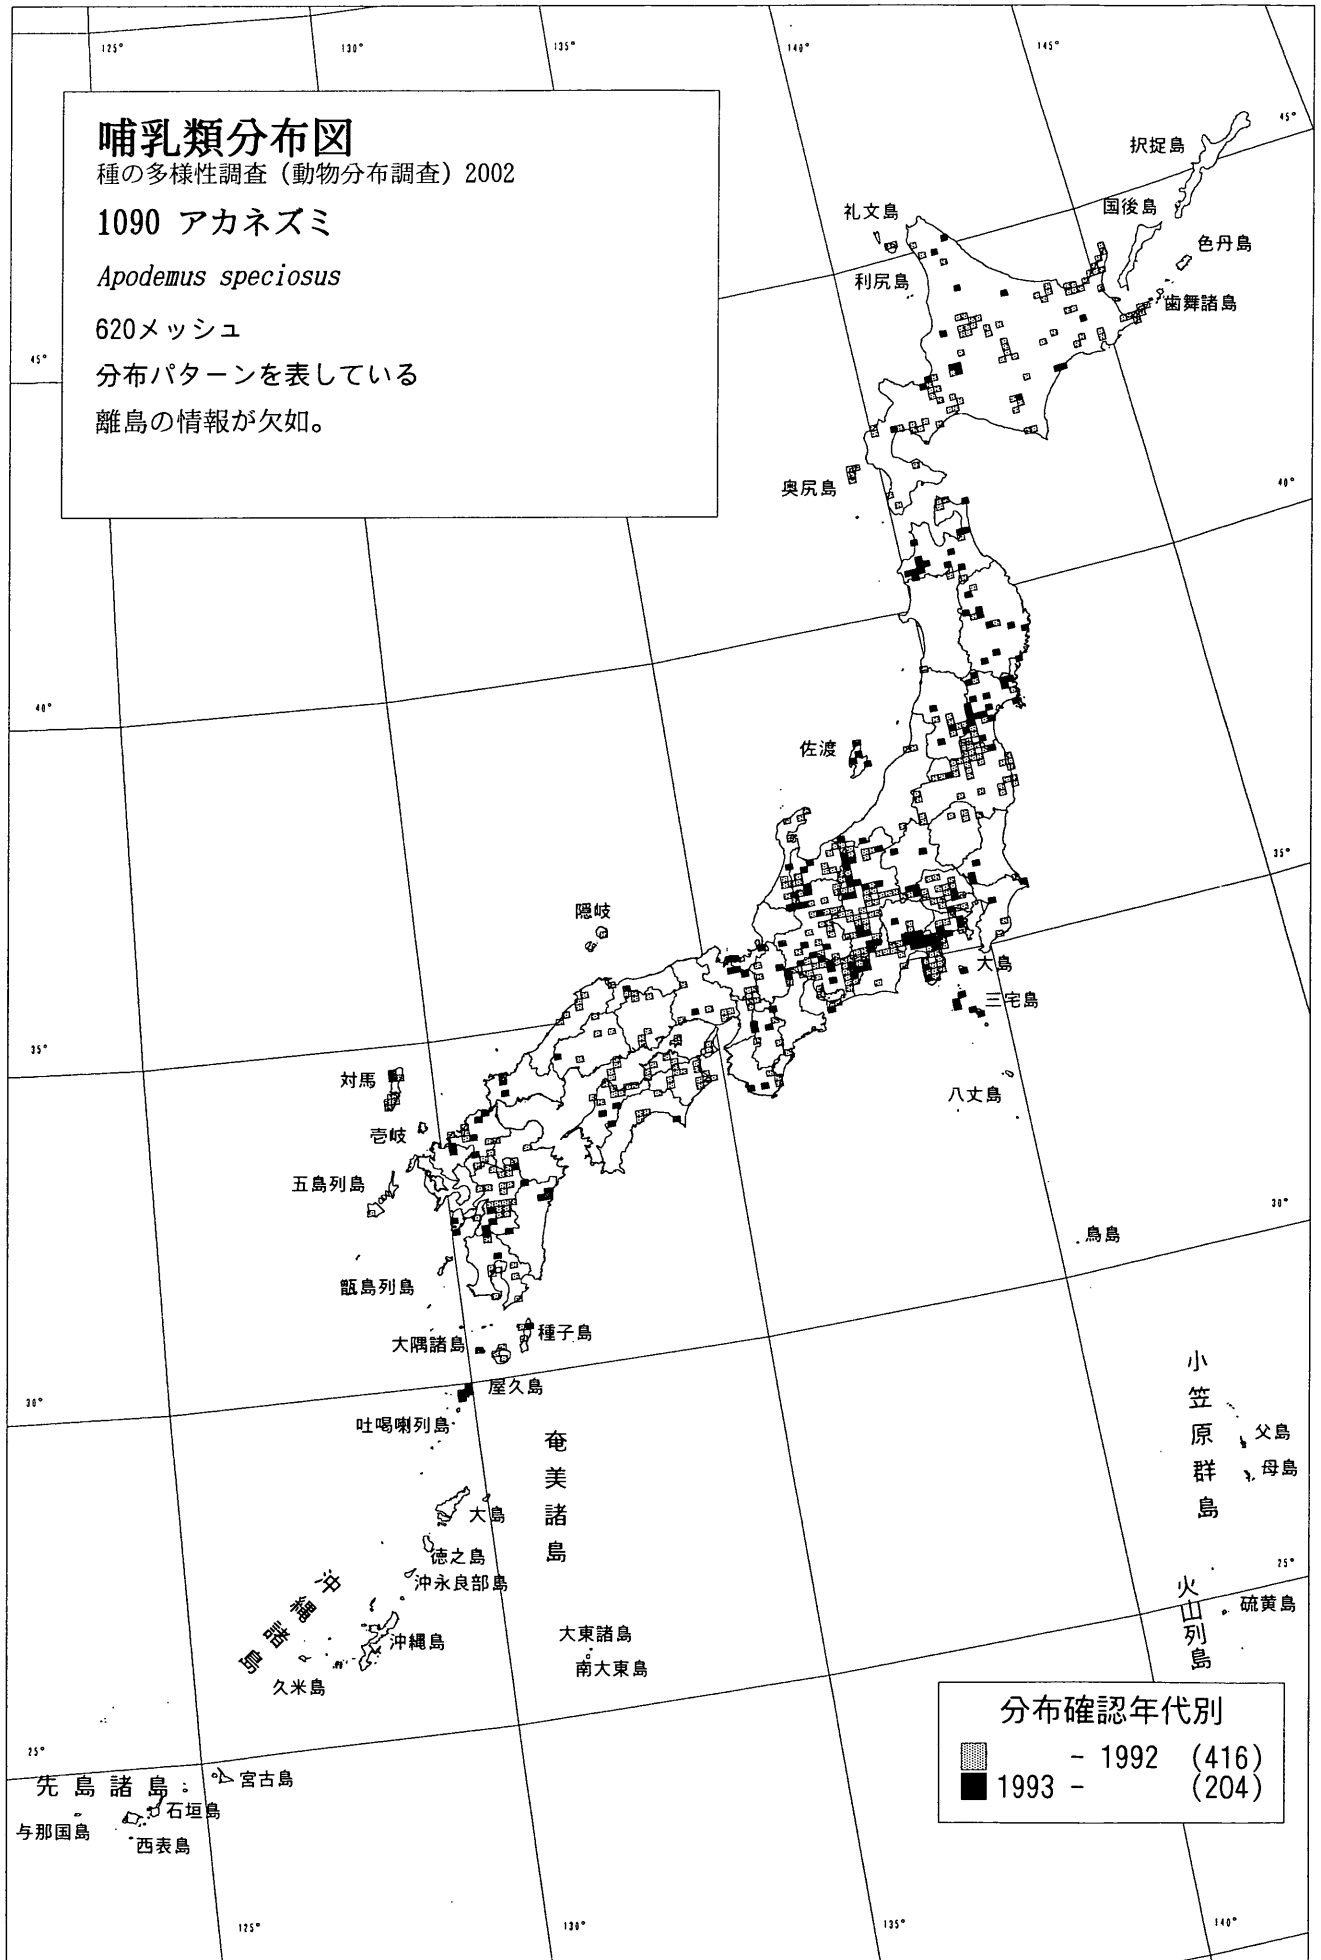 125°
130°
135°
140°
145°
哺乳類分布図
種の多様性調査（動物分布調査）2002
1090 アカネズミ
Apodemus speciosus
620メッシュ
分布パターンを表している
離島の情報が欠如。
45°
択捉島
国後島
色丹島
歯舞諸島
礼文島
利尻島
45°
奥尻島
40°
40°
佐渡
35°
隠岐
大島
三宅島
八丈島
35°
対馬
壱岐
五島列島
甑島列島
30°
鳥島
大隅諸島
種子島
屋久島
30°
吐喝喇列島
奄美諸島
小笠原群島
父島
母島
大島
徳之島
沖永良部島
沖縄諸島
沖縄島
久米島
大東諸島
南大東島
25°
火山列島
硫黄島
25°
先島諸島
宮古島
石垣島
与那国島
西表島
分布確認年代別
- 1992 (416)
1993 - (204)
125°
130°
135°
140°